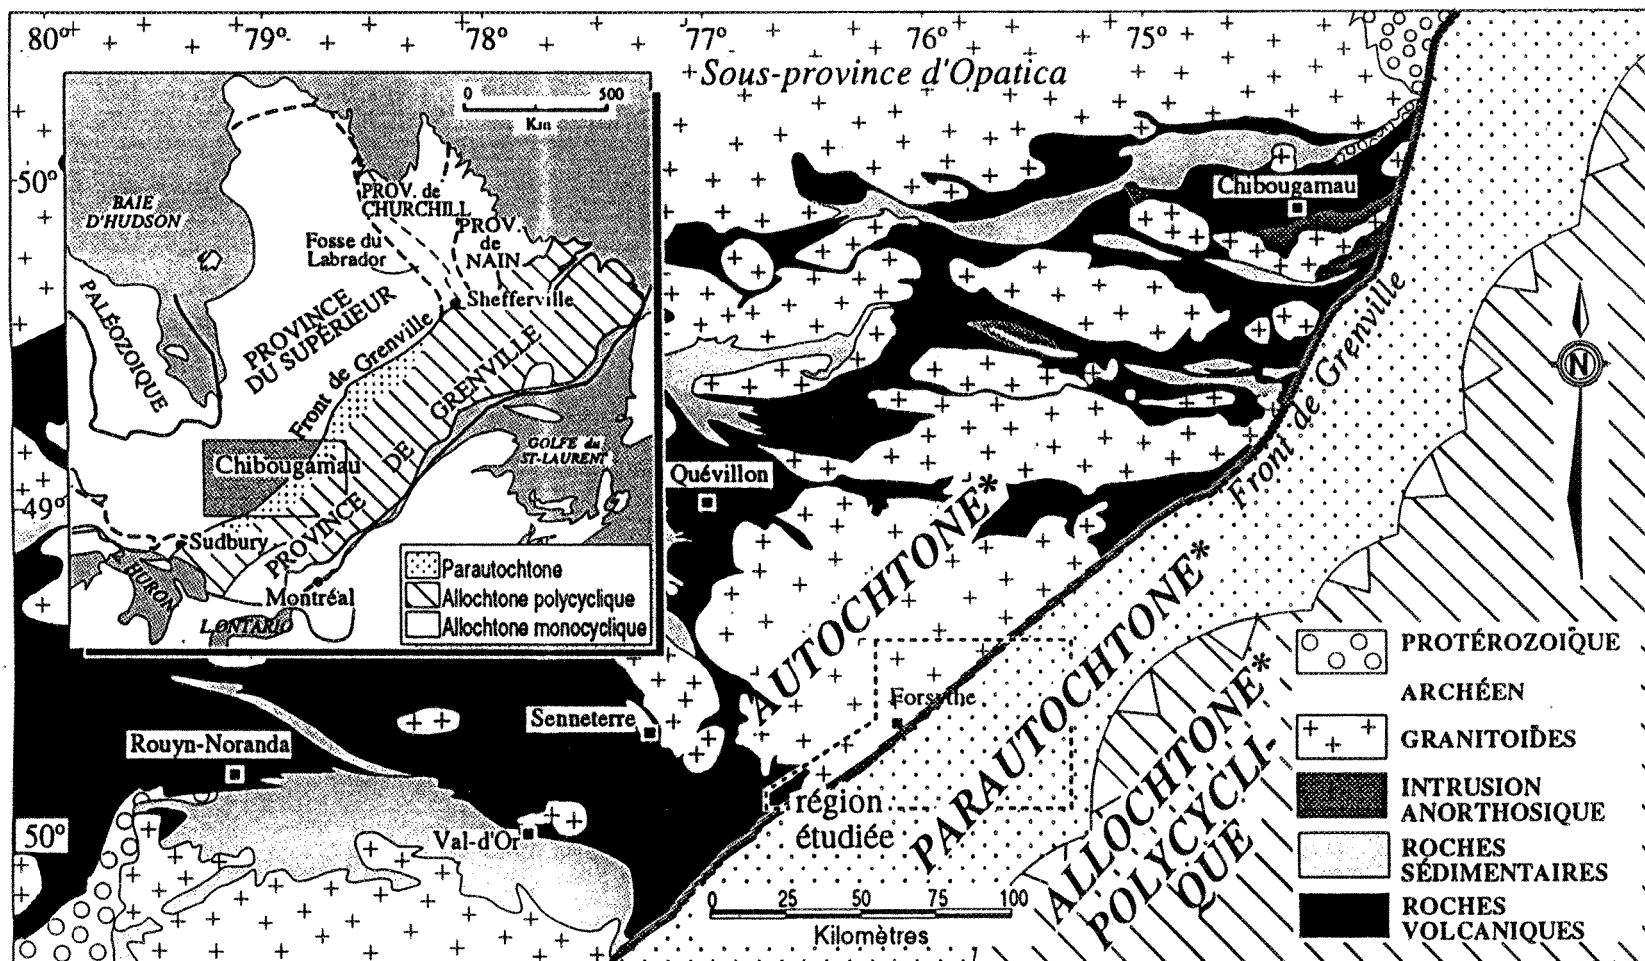 80° 79° 78° 77° 76° 75°
Sous-province d'Opatica
0 500
Km
50°
BAIE
D'HUDSON
PROV. de
CHURCHILL
PROV.
de
NAIN
Fosse du
Labrador
Shefferville
PALÉOZOIQUE
PROVINCE
DU SUPÉRIEUR
Front de Grenville
PROVINCE DE GRENVILLE
GOLFE du
ST-LAURENT
Chibougamau
49°
Sudbury
HURON
Montréal
L.ONTARIO
Parautochtone
Allochtone polycyclique
Allochtone monocyclique
Chibougamau
Front de Grenville
N
Quévillon
AUTOCHTONE*
PARAUTOCHTONE*
ALLOCHTONE*
POLYCYCLI-
QUE
Forsythe
Senneterre
Rouyn-Noranda
région
étudiée
50°
Val-d'Or
0 25 50 75 100
Kilomètres
PROTÉROZOIQUE
ARCHÉEN
GRANITOIDES
INTRUSION
ANORTHOSIQUE
ROCHES
SÉDIMENTAIRES
ROCHES
VOLCANIQUES